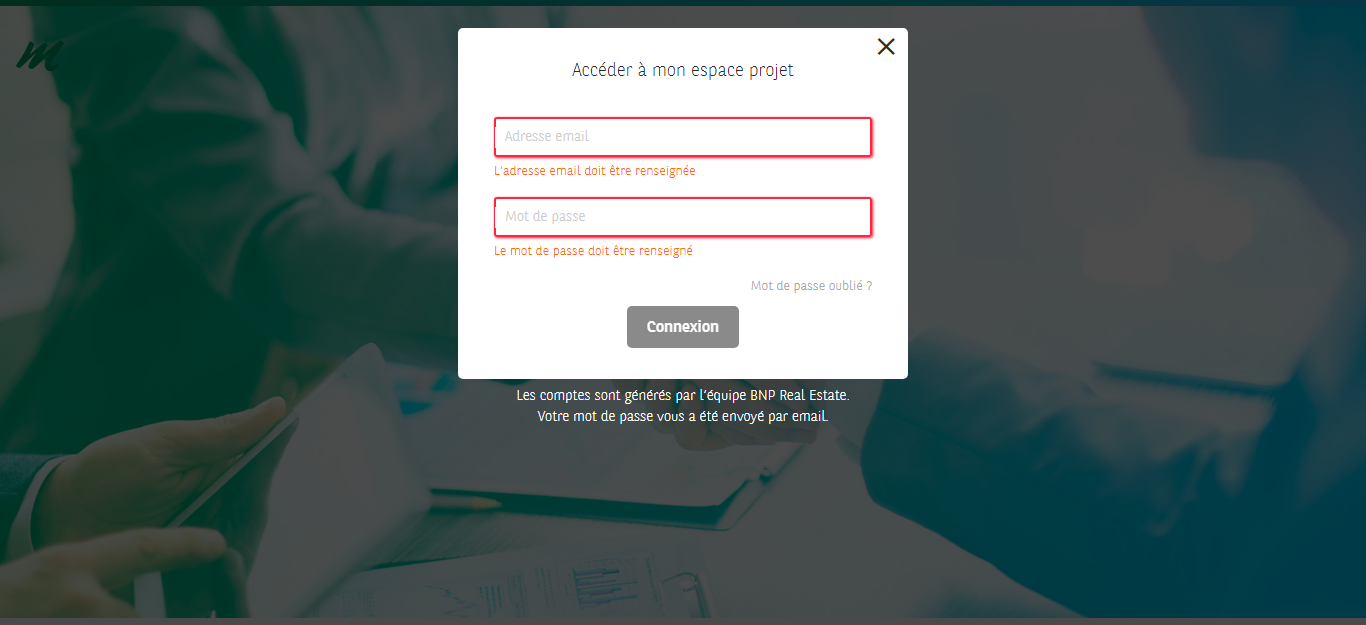 m
Accéder à mon espace projet
Adresse email
L'adresse email doit être renseignée
Mot de passe
Le mot de passe doit être renseigné
Mot de passe oublié ?
Connexion
Les comptes sont générés par l'équipe BNP Real Estate.
Votre mot de passe vous a été envoyé par email.